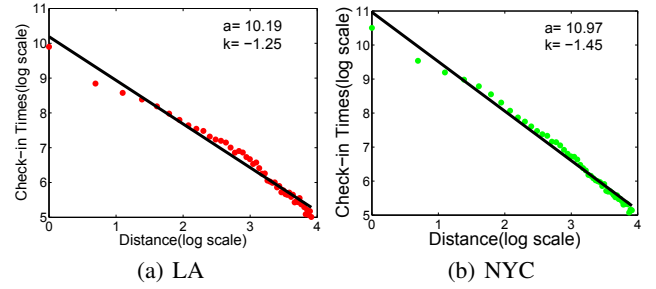 11
10
9
8
7
6
5
Check−in Times(log scale)
a= 10.19
k= −1.25
0 1 2 3 4
Distance(log scale)
(a) LA
11
10
9
8
7
6
5
Check−in Times(log scale)
a= 10.97
k= −1.45
0 1 2 3 4
Distance(log scale)
(b) NYC